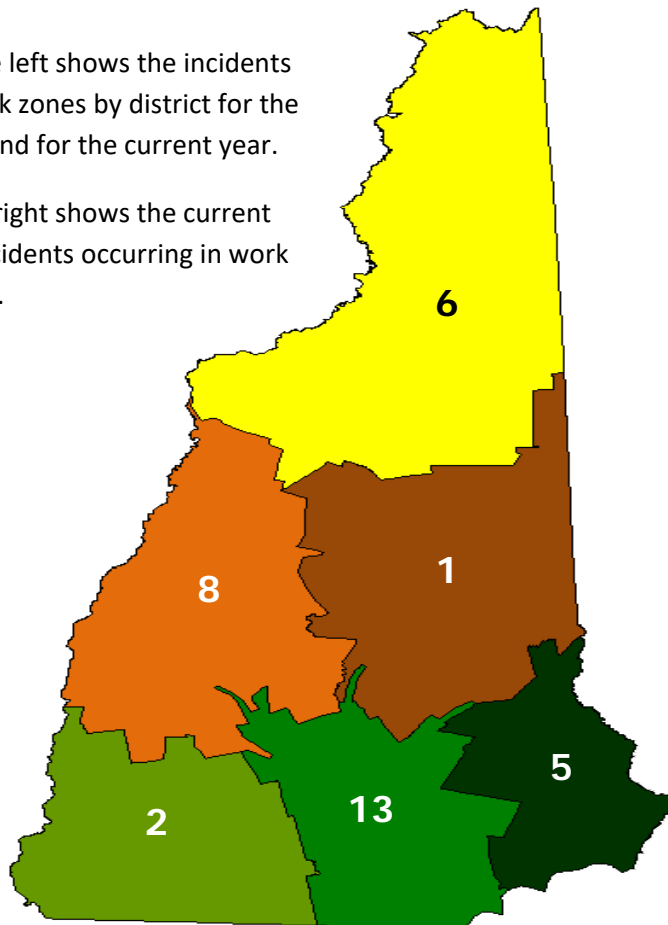 e left shows the incidents
k zones by district for the
nd for the current year.
right shows the current
cidents occurring in work
.
6
1
8
5
13
2